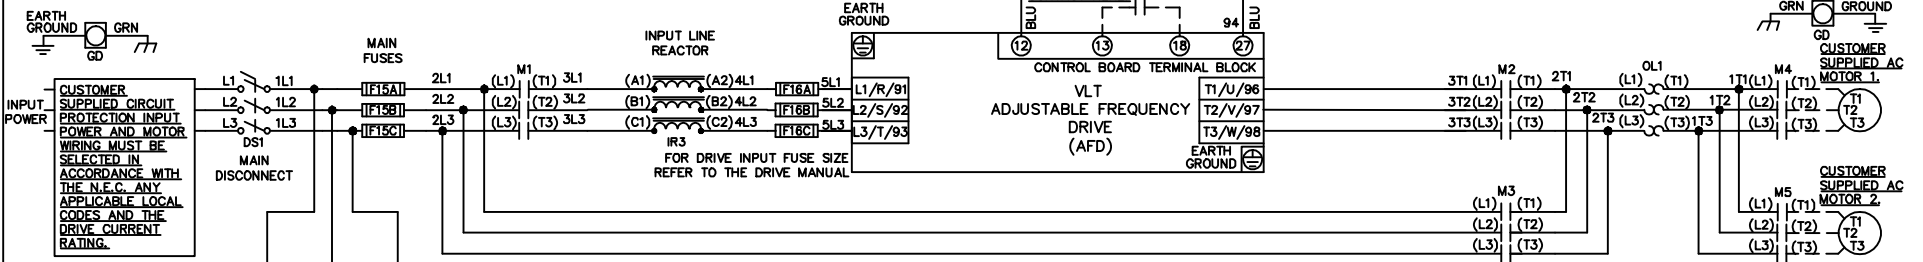 EARTH
GROUND
GRN
GD
INPUT
POWER
CUSTOMER
SUPPLIED CIRCUIT
PROTECTION INPUT
POWER AND MOTOR
WIRING MUST BE
SELECTED IN
ACCORDANCE WITH
THE N.E.C. ANY
APPLICABLE LOCAL
CODES AND THE
DRIVE CURRENT
RATING.
L1 1L1
L2 1L2
L3 1L3
DS1
MAIN
DISCONNECT
MAIN
FUSES
F15A
F15B
F15C
2L1
2L2
2L3
M1
(L1) (T1) 3L1
(L2) (T2) 3L2
(L3) (T3) 3L3
INPUT LINE
REACTOR
(A1) (A2) 4L1
(B1) (B2) 4L2
(C1) (C2) 4L3
IR3
F16A 5L1
F16B 5L2
F16C 5L3
FOR DRIVE INPUT FUSE SIZE
REFER TO THE DRIVE MANUAL
EARTH
GROUND
L1/R/91
L2/S/92
L3/T/93
BLU
94 BLU
12 13 18 27
CONTROL BOARD TERMINAL BLOCK
VLT
ADJUSTABLE FREQUENCY
DRIVE
(AFD)
T1/U/96
T2/V/97
T3/W/98
EARTH
GROUND
M2
3T1 (L1) (T1) 2T1
3T2 (L2) (T2) 2T2
3T3 (L3) (T3) 2T3
M3
(L1) (T1)
(L2) (T2)
(L3) (T3)
OL1
(L1) (T1) 1T1
(L2) (T2) 1T2
(L3) (T3) 1T3
GRN GROUND
GD
M4
(L1) (T1)
(L2) (T2)
(L3) (T3)
CUSTOMER
SUPPLIED AC
MOTOR 1.
T1
T2
T3
M5
(L1) (T1)
(L2) (T2)
(L3) (T3)
CUSTOMER
SUPPLIED AC
MOTOR 2.
T1
T2
T3